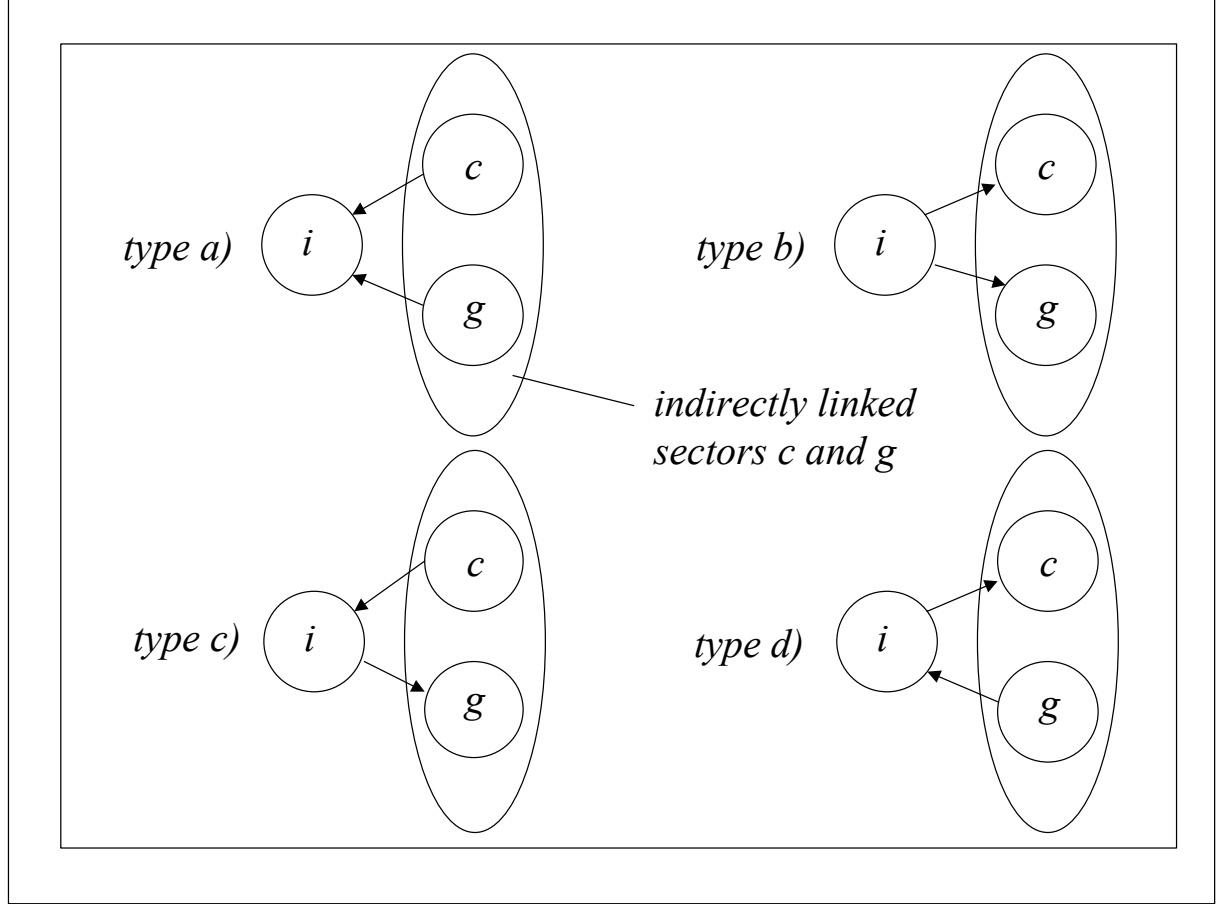 c
c
type a)
i
type b)
i
g
g
indirectly linked
sectors c and g
c
c
type c)
i
type d)
i
g
g